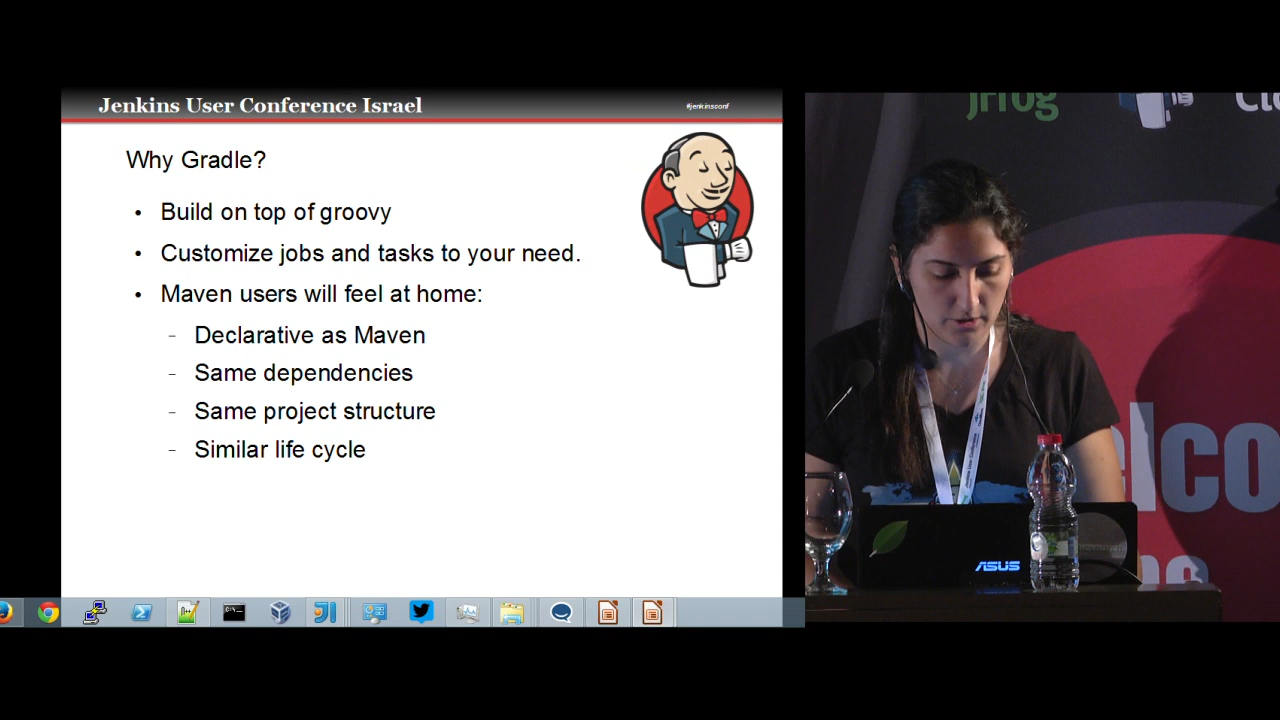 Jenkins User Conference Israel
#jenkinsconf
Why Gradle?
• Build on top of groovy
• Customize jobs and tasks to your need.
• Maven users will feel at home:
– Declarative as Maven
– Same dependencies
– Same project structure
– Similar life cycle
jFrog
elco
ASUS